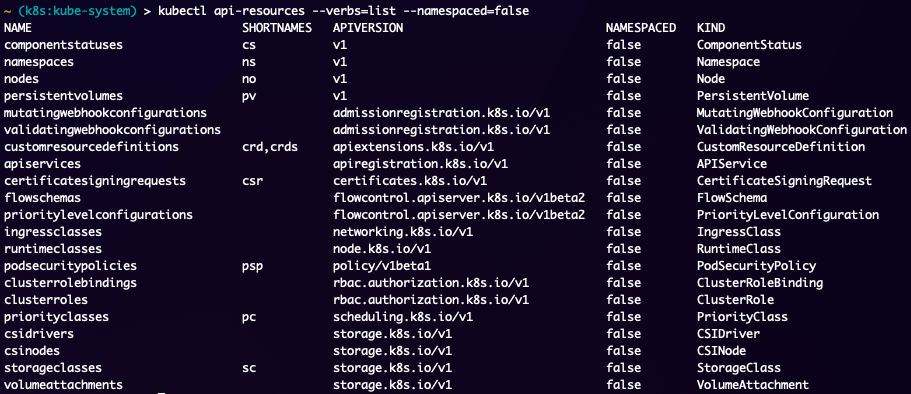 ~ (k8s:kube-system) > kubectl api-resources --verbs=list --namespaced=false
NAME SHORTNAMES APIVERSION NAMESPACED KIND
componentstatuses cs v1 false ComponentStatus
namespaces ns v1 false Namespace
nodes no v1 false Node
persistentvolumes pv v1 false PersistentVolume
mutatingwebhookconfigurations admissionregistration.k8s.io/v1 false MutatingWebhookConfiguration
validatingwebhookconfigurations admissionregistration.k8s.io/v1 false ValidatingWebhookConfiguration
customresourcedefinitions crd,crds apiextensions.k8s.io/v1 false CustomResourceDefinition
apiservices apiregistration.k8s.io/v1 false APIService
certificatesigningrequests csr certificates.k8s.io/v1 false CertificateSigningRequest
flowschemas flowcontrol.apiserver.k8s.io/v1beta2 false FlowSchema
prioritylevelconfigurations flowcontrol.apiserver.k8s.io/v1beta2 false PriorityLevelConfiguration
ingressclasses networking.k8s.io/v1 false IngressClass
runtimeclasses node.k8s.io/v1 false RuntimeClass
podsecuritypolicies psp policy/v1beta1 false PodSecurityPolicy
clusterrolebindings rbac.authorization.k8s.io/v1 false ClusterRoleBinding
clusterroles rbac.authorization.k8s.io/v1 false ClusterRole
priorityclasses pc scheduling.k8s.io/v1 false PriorityClass
csidrivers storage.k8s.io/v1 false CSIDriver
csinodes storage.k8s.io/v1 false CSINode
storageclasses sc storage.k8s.io/v1 false StorageClass
volumeattachments storage.k8s.io/v1 false VolumeAttachment